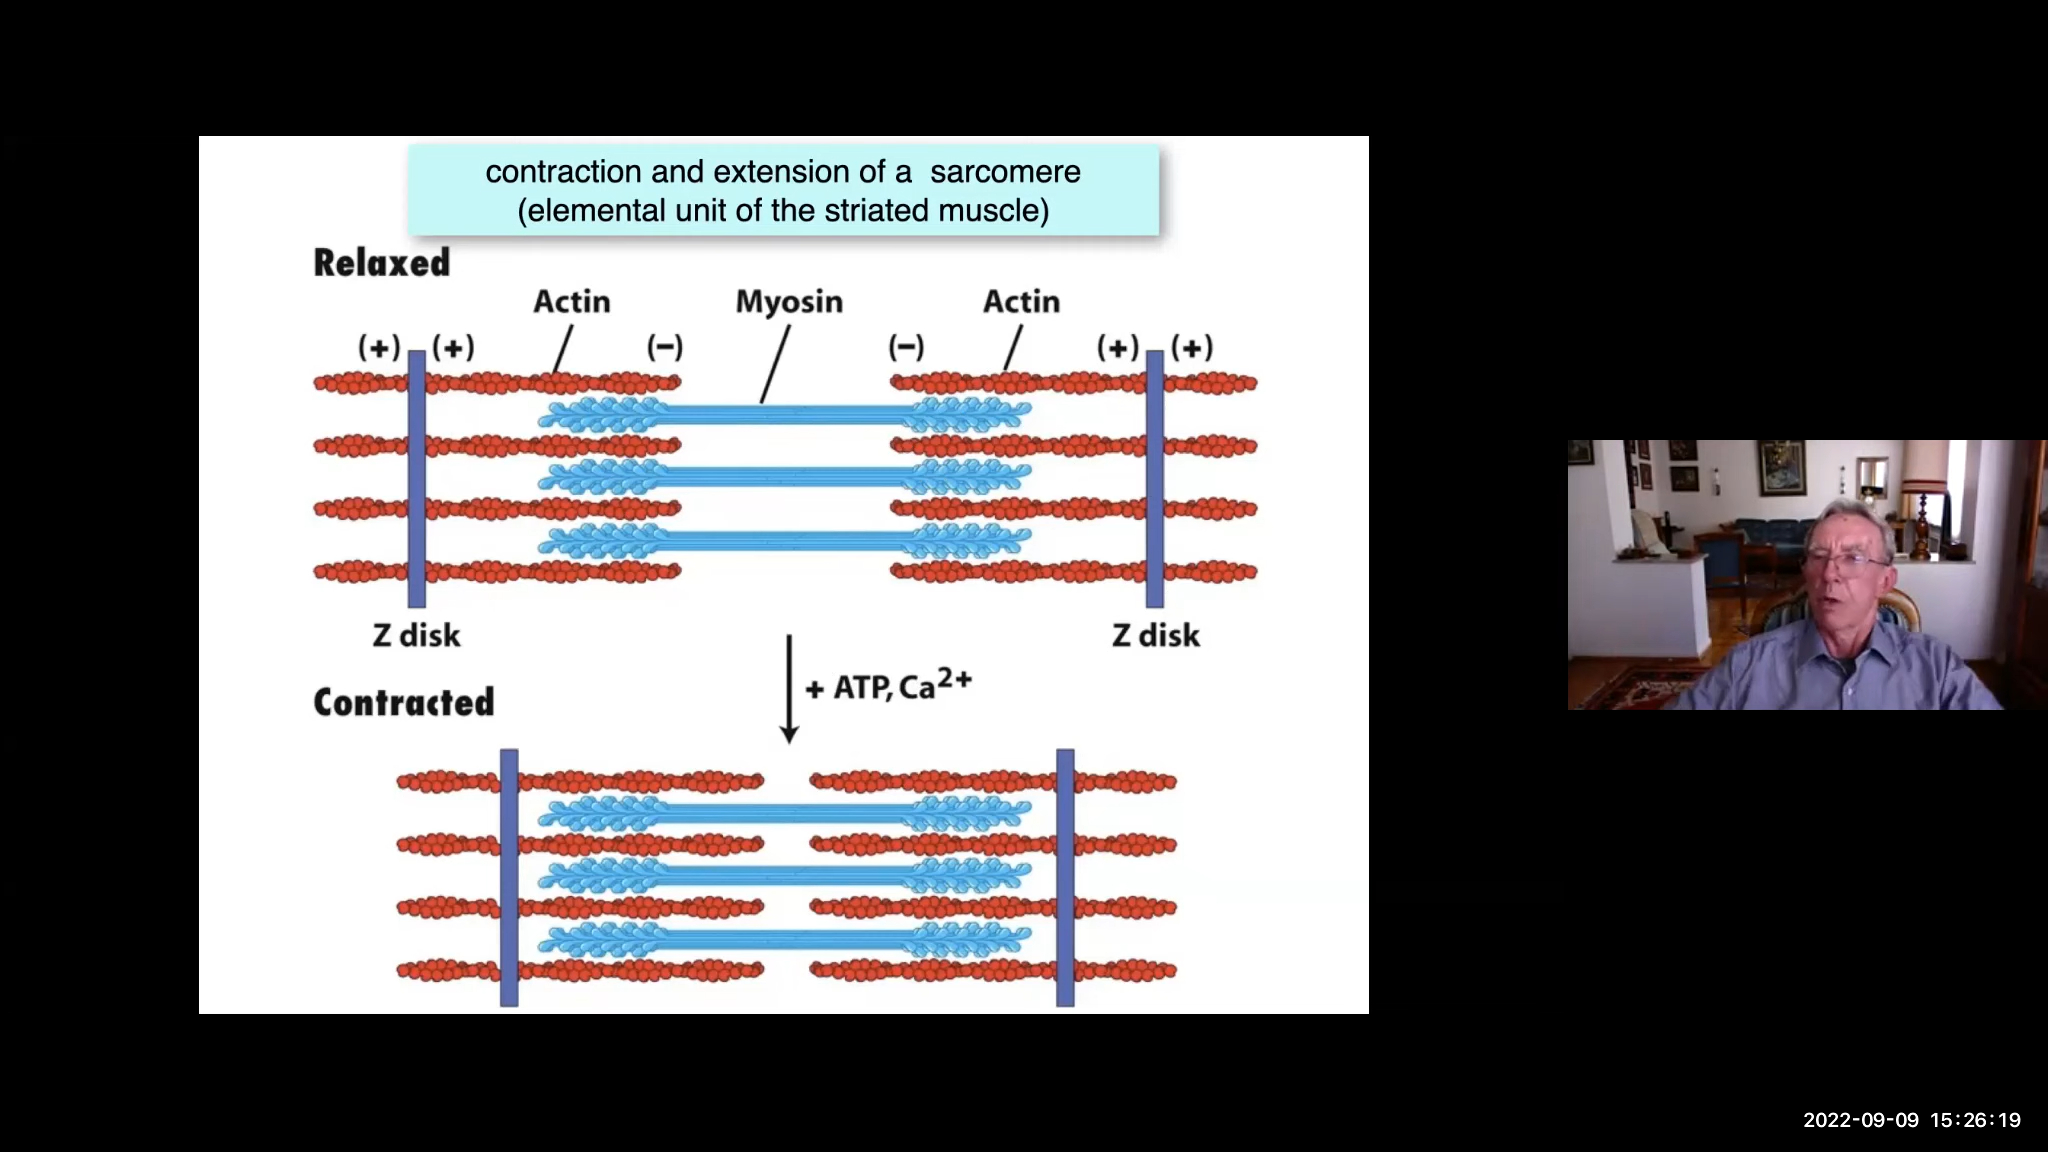 contraction and extension of a  sarcomere
(elemental unit of the striated muscle)
Relaxed
Actin Myosin Actin
(+) (+) (−) (−) (+) (+)
Z disk Z disk
+ ATP, Ca²⁺
Contracted
2022-09-09 15:26:19